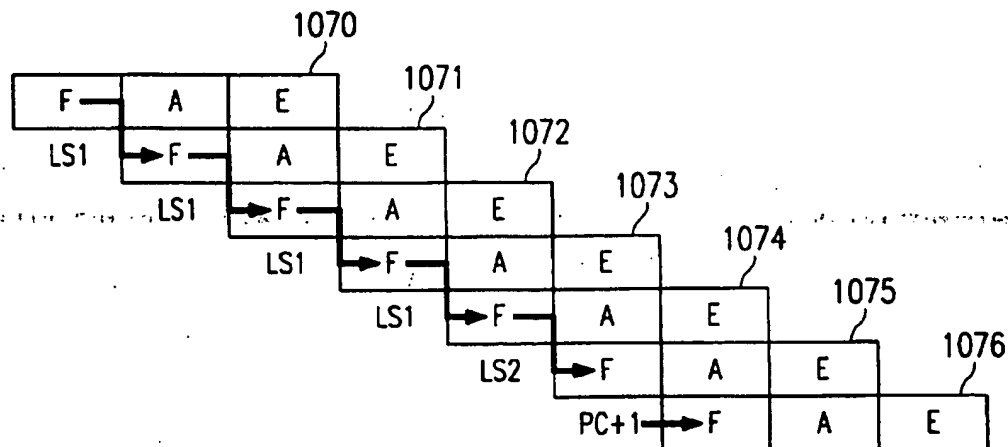 1070
F A E
1071
LS1 F A E
1072
LS1 F A E
1073
LS1 F A E
1074
LS1 F A E
1075
LS2 F A E
1076
PC+1 F A E